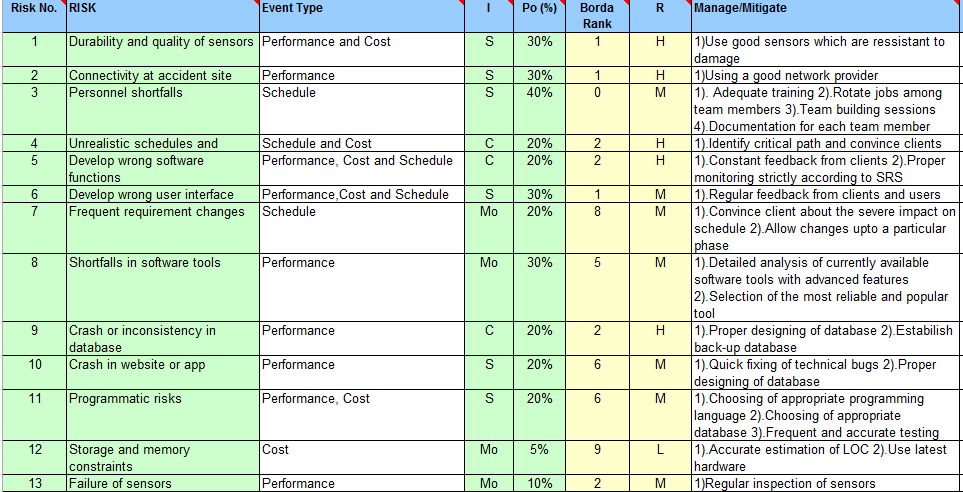 Risk No. RISK Event Type I Po (%) Borda R Manage/Mitigate
Rank
1 Durability and quality of sensors Performance and Cost S 30% 1 H 1)Use good sensors which are ressistant to
damage
2 Connectivity at accident site Performance S 30% 1 H 1)Using a good network provider
3 Personnel shortfalls Schedule S 40% 0 M 1). Adequate training 2).Rotate jobs among
team members 3).Team building sessions
4).Documentation for each team member
4 Unrealistic schedules and Schedule and Cost C 20% 2 H 1).Identify critical path and convince clients
5 Develop wrong software Performance, Cost and Schedule C 20% 2 H 1).Constant feedback from clients 2).Proper
functions monitoring strictly according to SRS
6 Develop wrong user interface Performance,Cost and Schedule S 30% 1 M 1).Regular feedback from clients and users
7 Frequent requirement changes Schedule Mo 20% 8 M 1).Convince client about the severe impact on
schedule 2).Allow changes upto a particular
phase
8 Shortfalls in software tools Performance Mo 30% 5 M 1).Detailed analysis of currently available
software tools with advanced features
2).Selection of the most reliable and popular
tool
9 Crash or inconsistency in Performance C 20% 2 H 1).Proper designing of database 2).Estabilish
database back-up database
10 Crash in website or app Performance S 20% 6 M 1).Quick fixing of technical bugs 2).Proper
designing of database
11 Programmatic risks Performance, Cost S 20% 6 M 1).Choosing of appropriate programming
language 2).Choosing of appropriate
database 3).Frequent and accurate testing
12 Storage and memory Cost Mo 5% 9 L 1).Accurate estimation of LOC 2).Use latest
constraints hardware
13 Failure of sensors Performance Mo 10% 2 M 1)Regular inspection of sensors